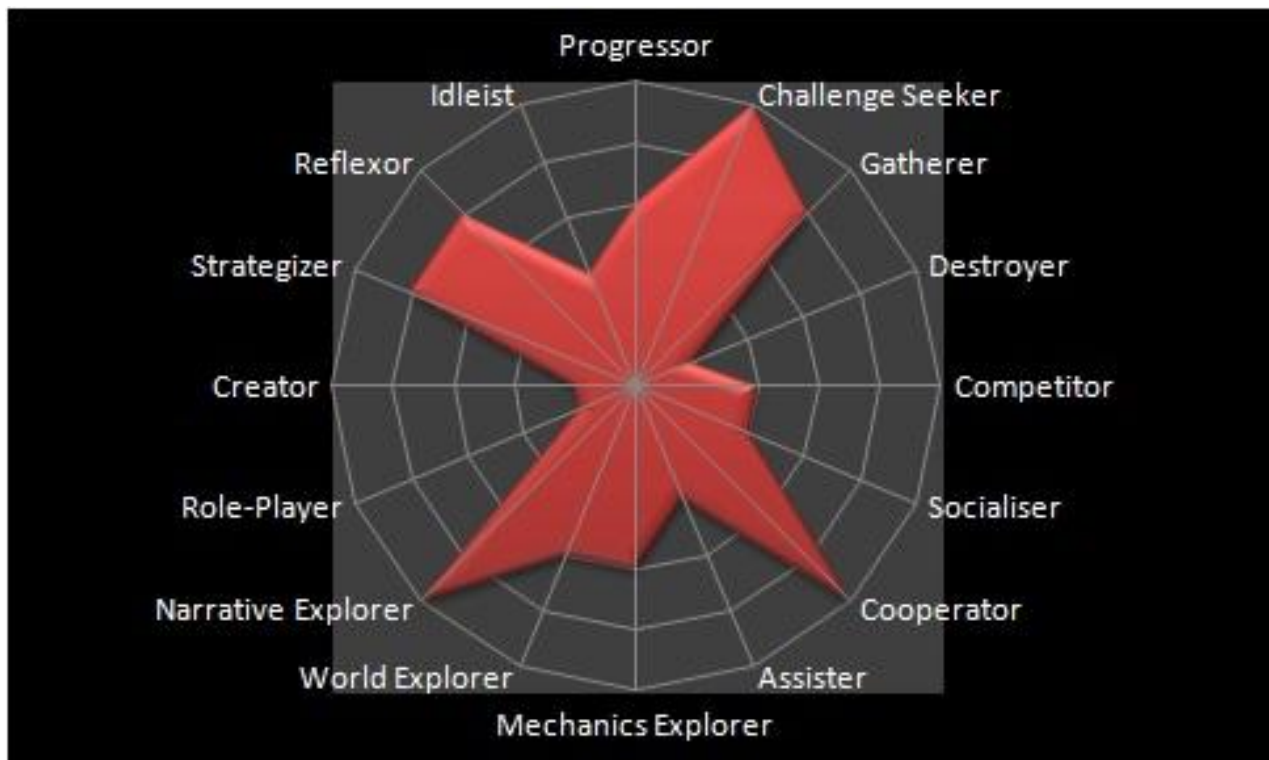 Progressor
Idleist
Challenge Seeker
Reflexor
Gatherer
Strategizer
Destroyer
Creator
Competitor
Role-Player
Socialiser
Narrative Explorer
Cooperator
World Explorer
Assister
Mechanics Explorer